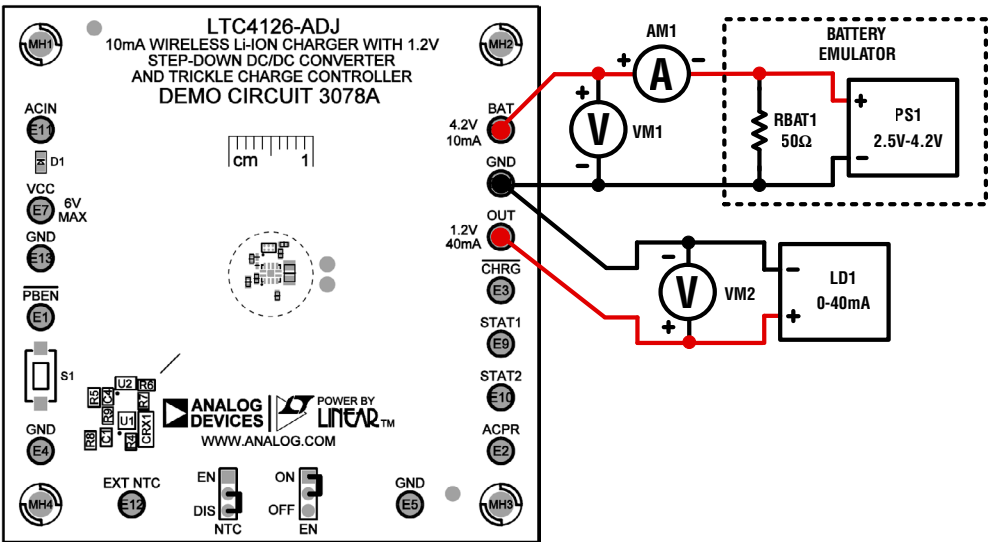 LTC4126-ADJ
10mA WIRELESS Li-ION CHARGER WITH 1.2V
STEP-DOWN DC/DC CONVERTER
AND TRICKLE CHARGE CONTROLLER
DEMO CIRCUIT 3078A
MH1
MH2
ACIN
E11
D1
VCC
E7
6V
MAX
GND
E13
PBEN
E1
S1
GND
E4
MH4
cm 1
BAT
4.2V
10mA
GND
OUT
1.2V
40mA
CHRG
E3
STAT1
E9
STAT2
E10
ACPR
E2
MH3
U2
R6
R5
C4
R7
R9
U1
CRX1
R8
C1
R4
ANALOG
DEVICES
POWER BY
LINEAR™
WWW.ANALOG.COM
EXT NTC
E12
EN
DIS
NTC
ON
OFF
EN
GND
E5
AM1
+ A -
+
V
-
VM1
BATTERY
EMULATOR
RBAT1
50Ω
+
-
PS1
2.5V-4.2V
-
V
+
VM2
-
+
LD1
0-40mA